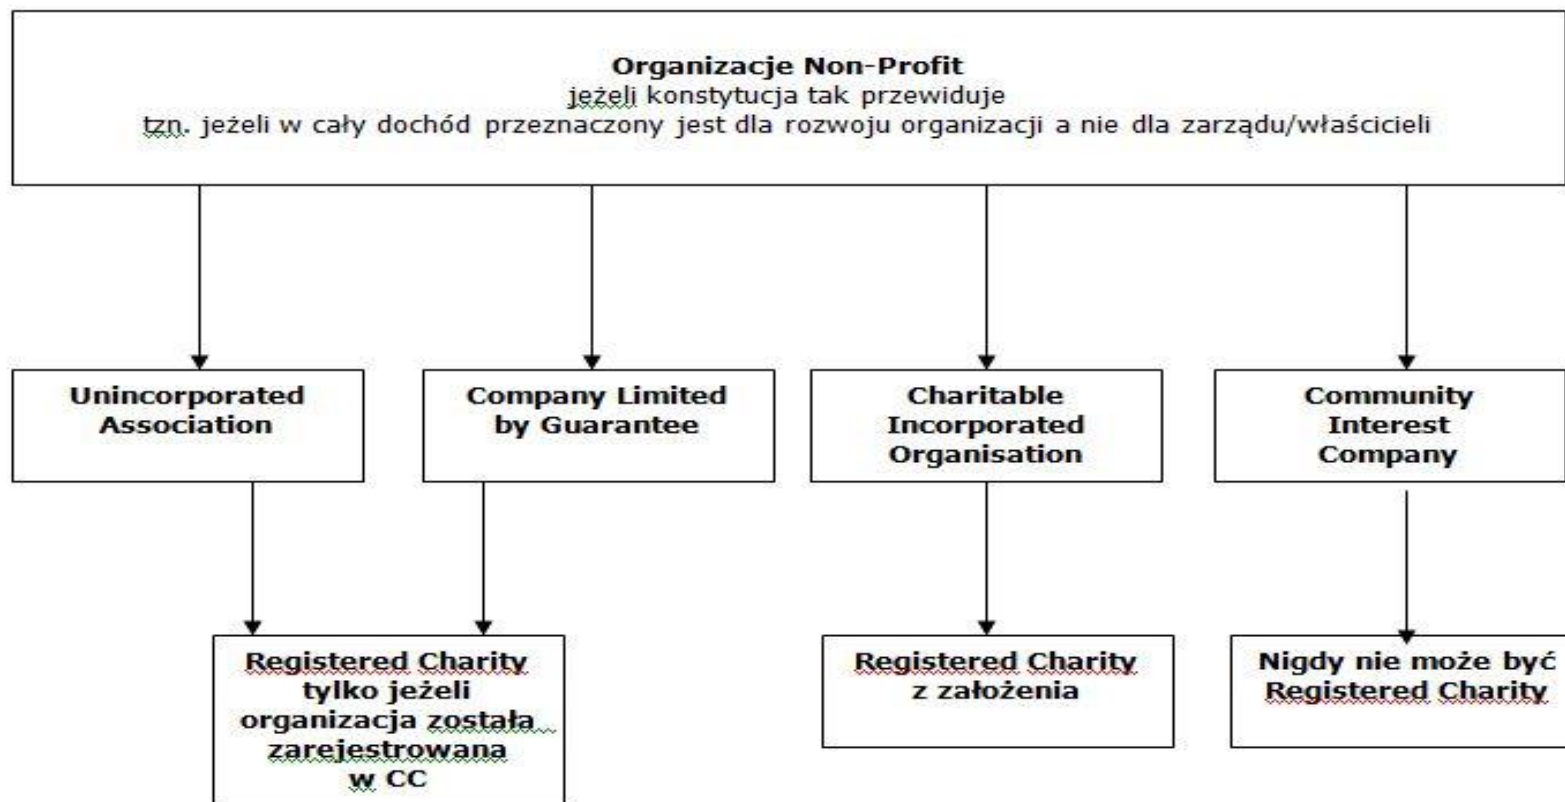 Organizacje Non-Profit
jeżeli konstytucja tak przewiduje
tzn. jeżeli w cały dochód przeznaczony jest dla rozwoju organizacji a nie dla zarządu/właścicieli
Unincorporated
Association
Company Limited
by Guarantee
Charitable
Incorporated
Organisation
Community
Interest
Company
Registered Charity
tylko jeżeli
organizacja została
zarejestrowana
w CC
Registered Charity
z założenia
Nigdy nie może być
Registered Charity